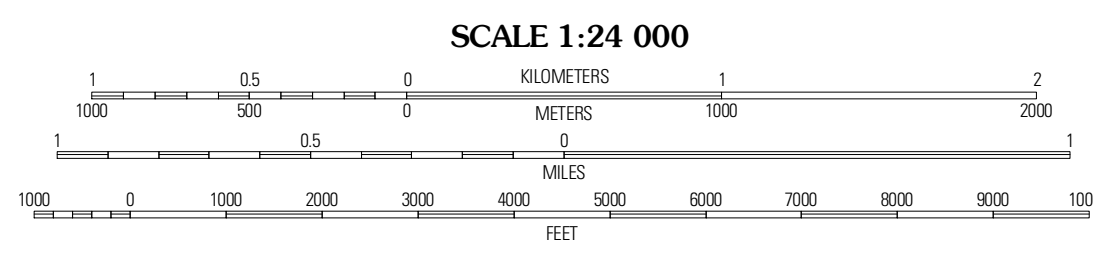 SCALE 1:24 000
1 0.5 0 KILOMETERS 1 2
1000 500 0 METERS 1000 2000
1 0.5 0 1
MILES
1000 0 1000 2000 3000 4000 5000 6000 7000 8000 9000 100
FEET